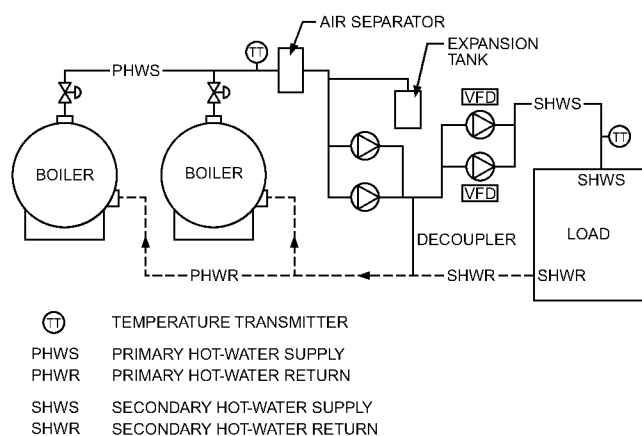 AIR SEPARATOR
EXPANSION
TANK
TT
PHWS
VFD
SHWS
TT
BOILER
BOILER
VFD
SHWS
DECOUPLER
LOAD
PHWR
SHWR
SHWR
TT TEMPERATURE TRANSMITTER
PHWS PRIMARY HOT-WATER SUPPLY
PHWR PRIMARY HOT-WATER RETURN
SHWS SECONDARY HOT-WATER SUPPLY
SHWR SECONDARY HOT-WATER RETURN